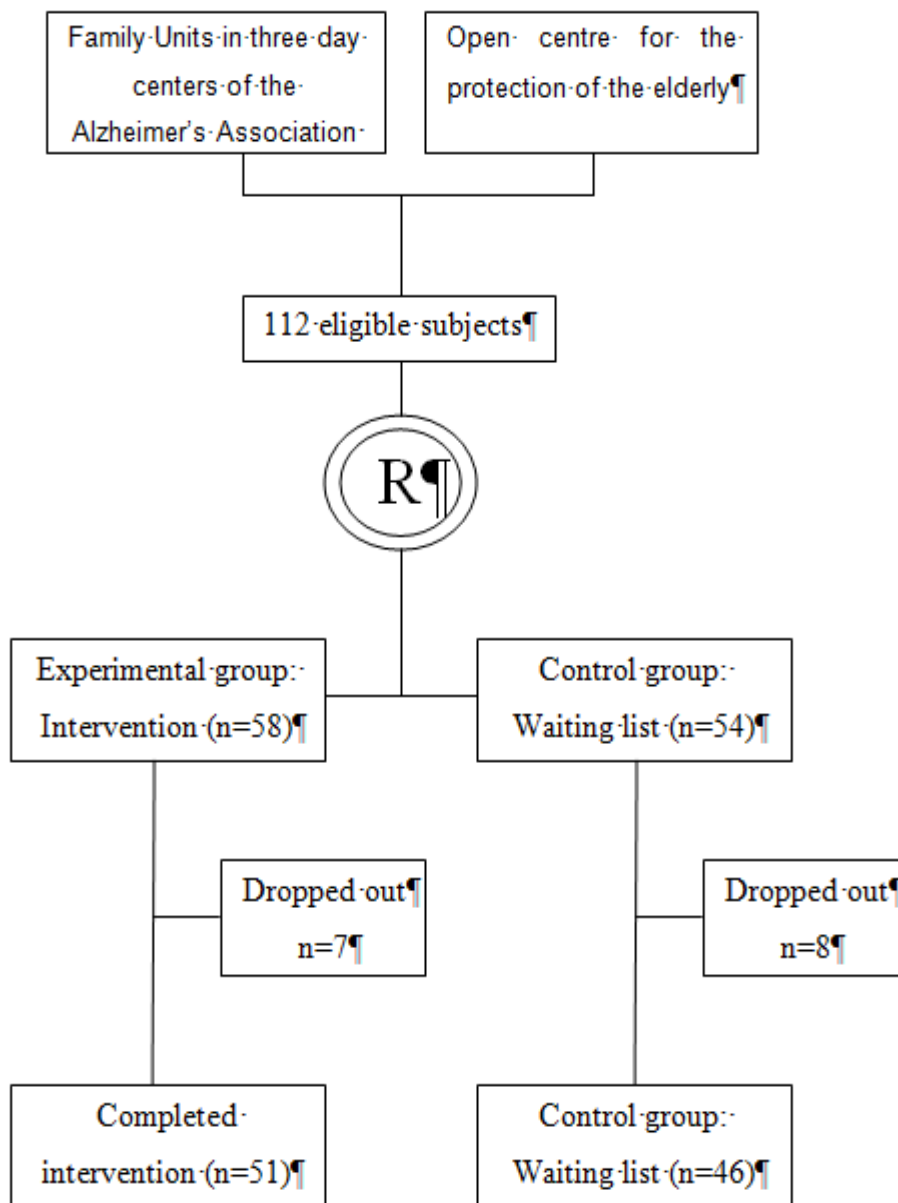 Family·Units·in·three·day·
centers·of·the·
Alzheimer's·Association·
Open· centre· for· the·
protection·of·the·elderly¶
112·eligible·subjects¶
R¶
Experimental·group:·
Intervention·(n=58)¶
Control·group:·
Waiting·list·(n=54)¶
Dropped·out¶
n=7¶
Dropped·out¶
n=8¶
Completed·
intervention·(n=51)¶
Control·group:·
Waiting·list·(n=46)¶